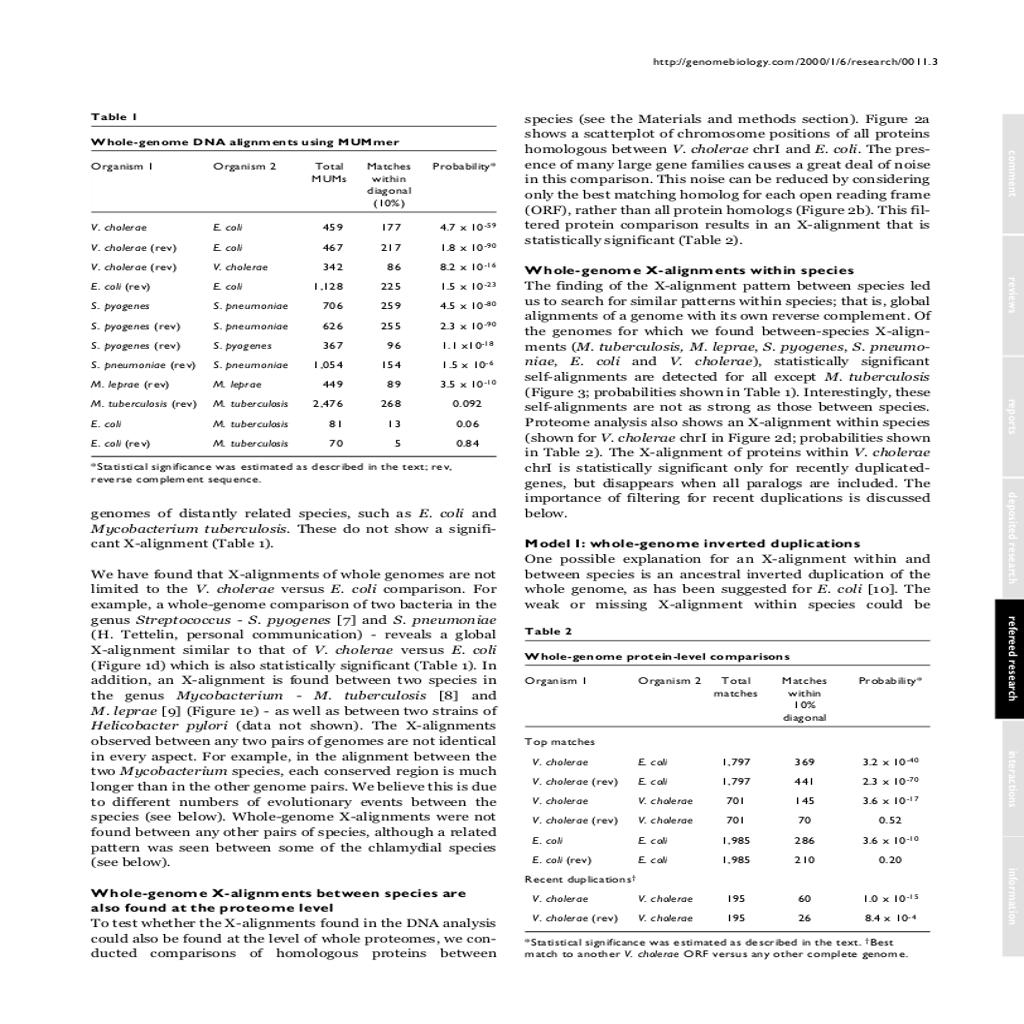 http://genomebiology.com/2000/1/6/research/0011.3
Table 1
Whole-genome DNA alignments using MUMmer
Organism 1 Organism 2 Total MUMs Matches within diagonal (10%) Probability*
V. cholerae E. coli 459 177 4.7 x 10-59
V. cholerae (rev) E. coli 467 217 1.8 x 10-90
V. cholerae (rev) V. cholerae 342 86 8.2 x 10-16
E. coli (rev) E. coli 1,128 225 1.5 x 10-23
S. pyogenes S. pneumoniae 706 259 4.5 x 10-80
S. pyogenes (rev) S. pneumoniae 626 255 2.3 x 10-90
S. pyogenes (rev) S. pyogenes 367 96 1.1 x10-18
S. pneumoniae (rev) S. pneumoniae 1,054 154 1.5 x 10-6
M. leprae (rev) M. leprae 449 89 3.5 x 10-10
M. tuberculosis (rev) M. tuberculosis 2,476 268 0.092
E. coli M. tuberculosis 81 13 0.06
E. coli (rev) M. tuberculosis 70 5 0.84
*Statistical significance was estimated as described in the text; rev,
reverse complement sequence.
genomes of distantly related species, such as E. coli and
Mycobacterium tuberculosis. These do not show a signifi-
cant X-alignment (Table 1).
We have found that X-alignments of whole genomes are not
limited to the V. cholerae versus E. coli comparison. For
example, a whole-genome comparison of two bacteria in the
genus Streptococcus - S. pyogenes [7] and S. pneumoniae
(H. Tettelin, personal communication) - reveals a global
X-alignment similar to that of V. cholerae versus E. coli
(Figure 1d) which is also statistically significant (Table 1). In
addition, an X-alignment is found between two species in
the genus Mycobacterium - M. tuberculosis [8] and
M. leprae [9] (Figure 1e) - as well as between two strains of
Helicobacter pylori (data not shown). The X-alignments
observed between any two pairs of genomes are not identical
in every aspect. For example, in the alignment between the
two Mycobacterium species, each conserved region is much
longer than in the other genome pairs. We believe this is due
to different numbers of evolutionary events between the
species (see below). Whole-genome X-alignments were not
found between any other pairs of species, although a related
pattern was seen between some of the chlamydial species
(see below).
Whole-genome X-alignments between species are
also found at the proteome level
To test whether the X-alignments found in the DNA analysis
could also be found at the level of whole proteomes, we con-
ducted comparisons of homologous proteins between
species (see the Materials and methods section). Figure 2a
shows a scatterplot of chromosome positions of all proteins
homologous between V. cholerae chrI and E. coli. The pres-
ence of many large gene families causes a great deal of noise
in this comparison. This noise can be reduced by considering
only the best matching homolog for each open reading frame
(ORF), rather than all protein homologs (Figure 2b). This fil-
tered protein comparison results in an X-alignment that is
statistically significant (Table 2).
Whole-genome X-alignments within species
The finding of the X-alignment pattern between species led
us to search for similar patterns within species; that is, global
alignments of a genome with its own reverse complement. Of
the genomes for which we found between-species X-align-
ments (M. tuberculosis, M. leprae, S. pyogenes, S. pneumo-
niae, E. coli and V. cholerae), statistically significant
self-alignments are detected for all except M. tuberculosis
(Figure 3; probabilities shown in Table 1). Interestingly, these
self-alignments are not as strong as those between species.
Proteome analysis also shows an X-alignment within species
(shown for V. cholerae chrI in Figure 2d; probabilities shown
in Table 2). The X-alignment of proteins within V. cholerae
chrI is statistically significant only for recently duplicated-
genes, but disappears when all paralogs are included. The
importance of filtering for recent duplications is discussed
below.
Model 1: whole-genome inverted duplications
One possible explanation for an X-alignment within and
between species is an ancestral inverted duplication of the
whole genome, as has been suggested for E. coli [10]. The
weak or missing X-alignment within species could be
Table 2
Whole-genome protein-level comparisons
Organism 1 Organism 2 Total matches Matches within 10% diagonal Probability*
Top matches
V. cholerae E. coli 1,797 369 3.2 x 10-40
V. cholerae (rev) E. coli 1,797 441 2.3 x 10-70
V. cholerae V. cholerae 701 145 3.6 x 10-17
V. cholerae (rev) V. cholerae 701 70 0.52
E. coli E. coli 1,985 286 3.6 x 10-10
E. coli (rev) E. coli 1,985 210 0.20
Recent duplications†
V. cholerae V. cholerae 195 60 1.0 x 10-15
V. cholerae (rev) V. cholerae 195 26 8.4 x 10-4
*Statistical significance was estimated as described in the text. †Best
match to another V. cholerae ORF versus any other complete genome.
comment
reviews
reports
deposited research
refereed research
interactions
information